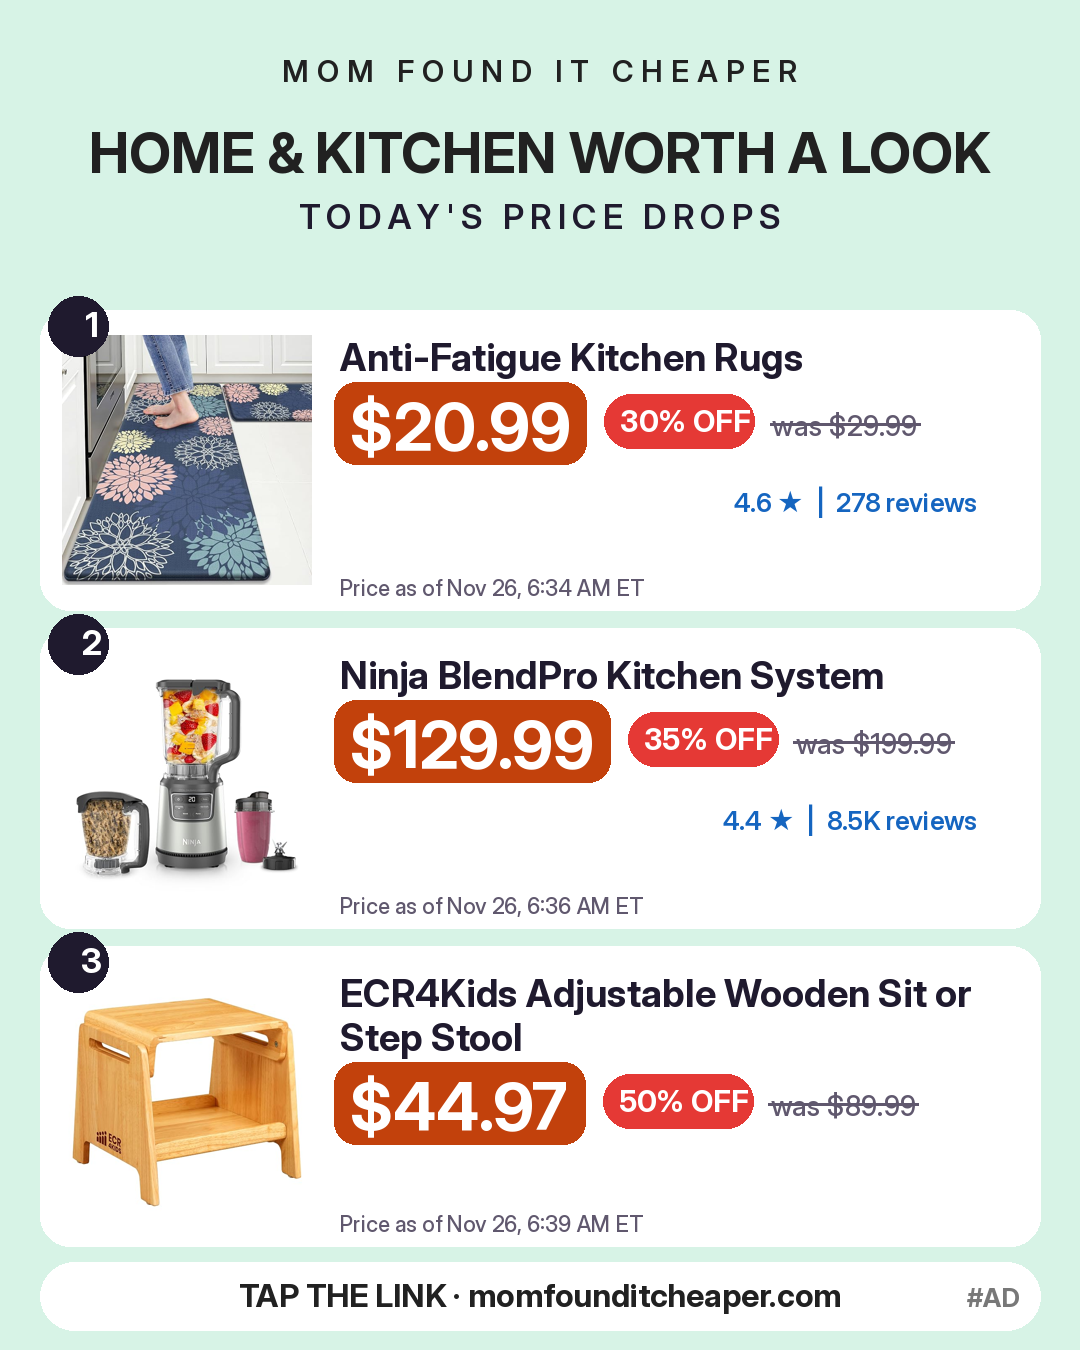 MOM FOUND IT CHEAPER
HOME & KITCHEN WORTH A LOOK
TODAY'S PRICE DROPS
1
Anti-Fatigue Kitchen Rugs
$20.99 30% OFF was $29.99
4.6 ★ | 278 reviews
Price as of Nov 26, 6:34 AM ET
2
Ninja BlendPro Kitchen System
$129.99 35% OFF was $199.99
4.4 ★ | 8.5K reviews
20
NINJA
Price as of Nov 26, 6:36 AM ET
3
ECR4Kids Adjustable Wooden Sit or
Step Stool
$44.97 50% OFF was $89.99
ECR
4KIDS
Price as of Nov 26, 6:39 AM ET
TAP THE LINK · momfounditcheaper.com #AD